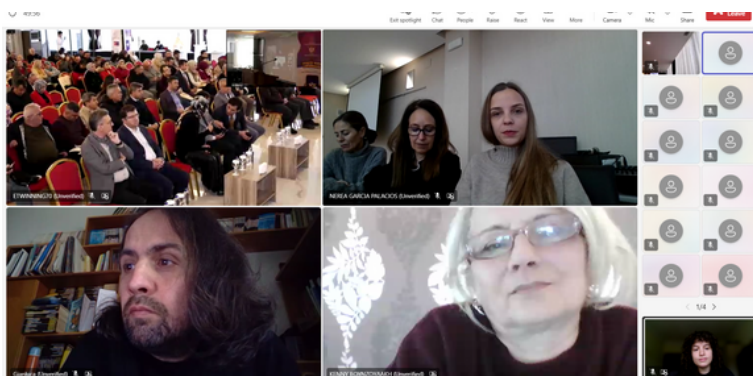 Exit spotlight Chat People Raise React View More Camera Mic Share Leave
ETWINNING70 (Unverified)
NEREA GARCIA PALACIOS (Unverified)
1/4
Gianluca (Unverified)